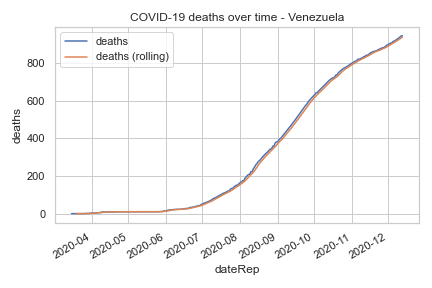 COVID-19 deaths over time - Venezuela
deaths
deaths (rolling)
deaths
800
600
400
200
0
2020-04
2020-05
2020-06
2020-07
2020-08
2020-09
2020-10
2020-11
2020-12
dateRep